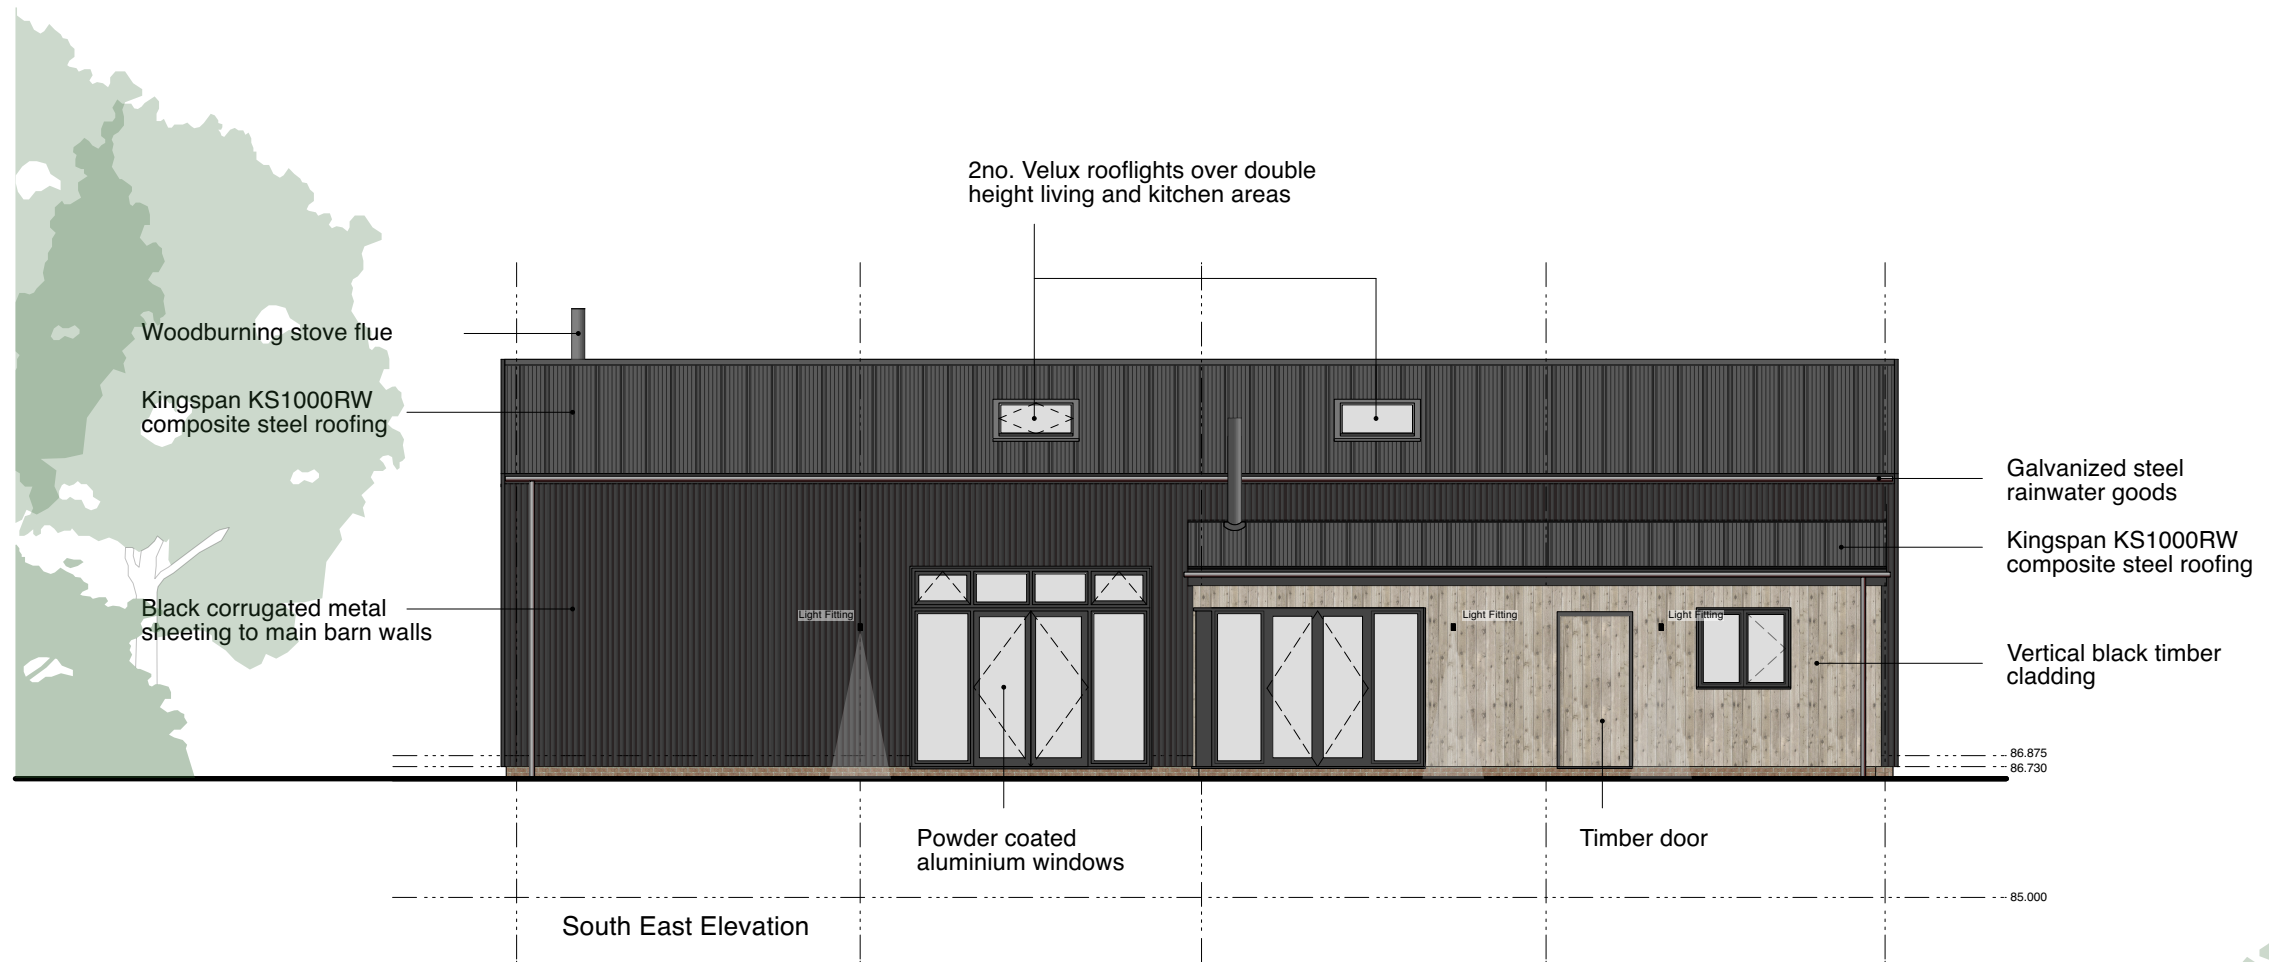 2no. Velux rooflights over double
height living and kitchen areas
Woodburning stove flue
Kingspan KS1000RW
composite steel roofing
Galvanized steel
rainwater goods
Kingspan KS1000RW
composite steel roofing
Black corrugated metal
sheeting to main barn walls
Light Fitting
Light Fitting
Light Fitting
Vertical black timber
cladding
86.875
86.730
Powder coated
aluminium windows
Timber door
85.000
South East Elevation